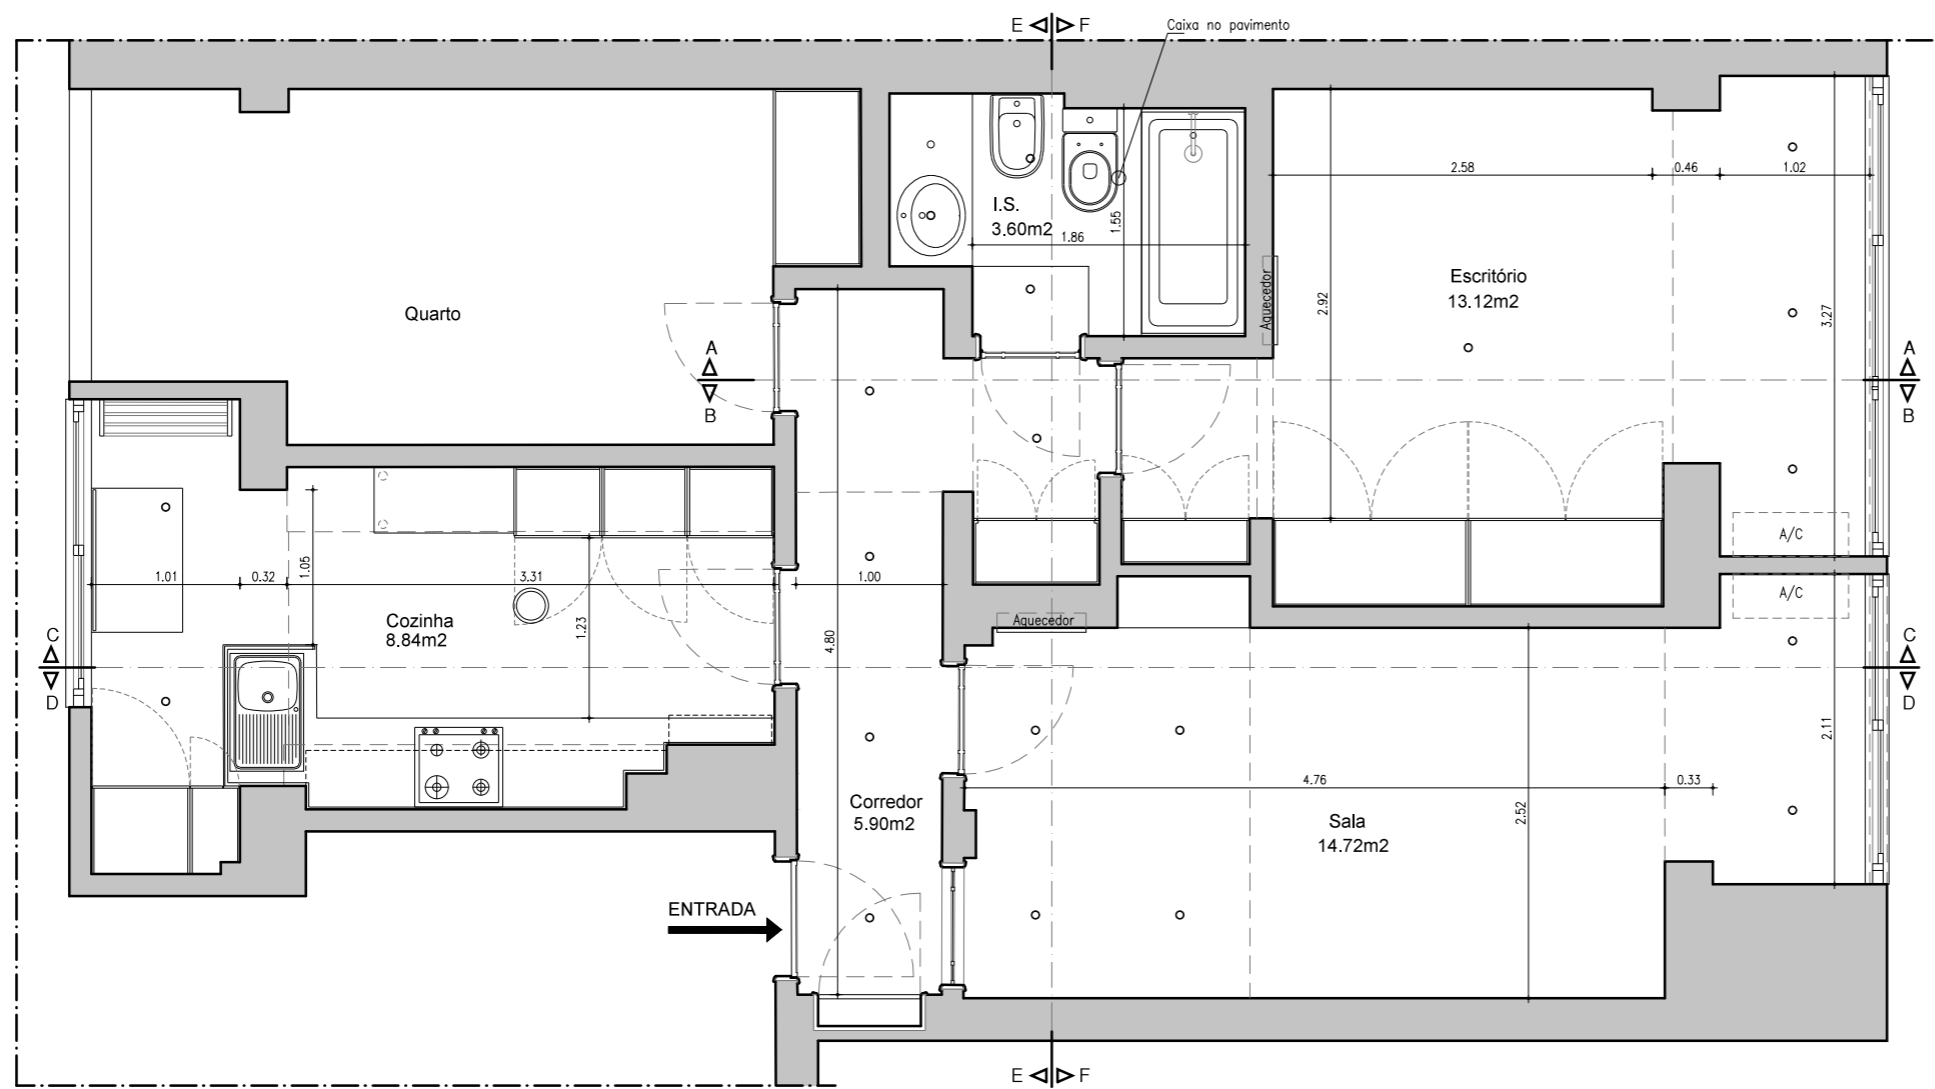 E F
Caixa no pavimento
2.58
0.46
1.02
I.S.
3.60m2
1.55
1.86
Aquecedor
2.92
Escritório
13.12m2
3.27
Quarto
A
B
A
B
A/C
A/C
1.01
0.32
1.05
3.31
1.00
Cozinha
8.84m2
1.23
4.80
Aquecedor
C
D
C
D
2.11
4.76
0.33
2.52
Corredor
5.90m2
Sala
14.72m2
ENTRADA
E F